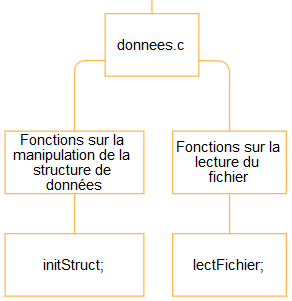 donnees.c
Fonctions sur la
manipulation de la
structure de
données
Fonctions sur la
lecture du
fichier
initStruct;
lectFichier;